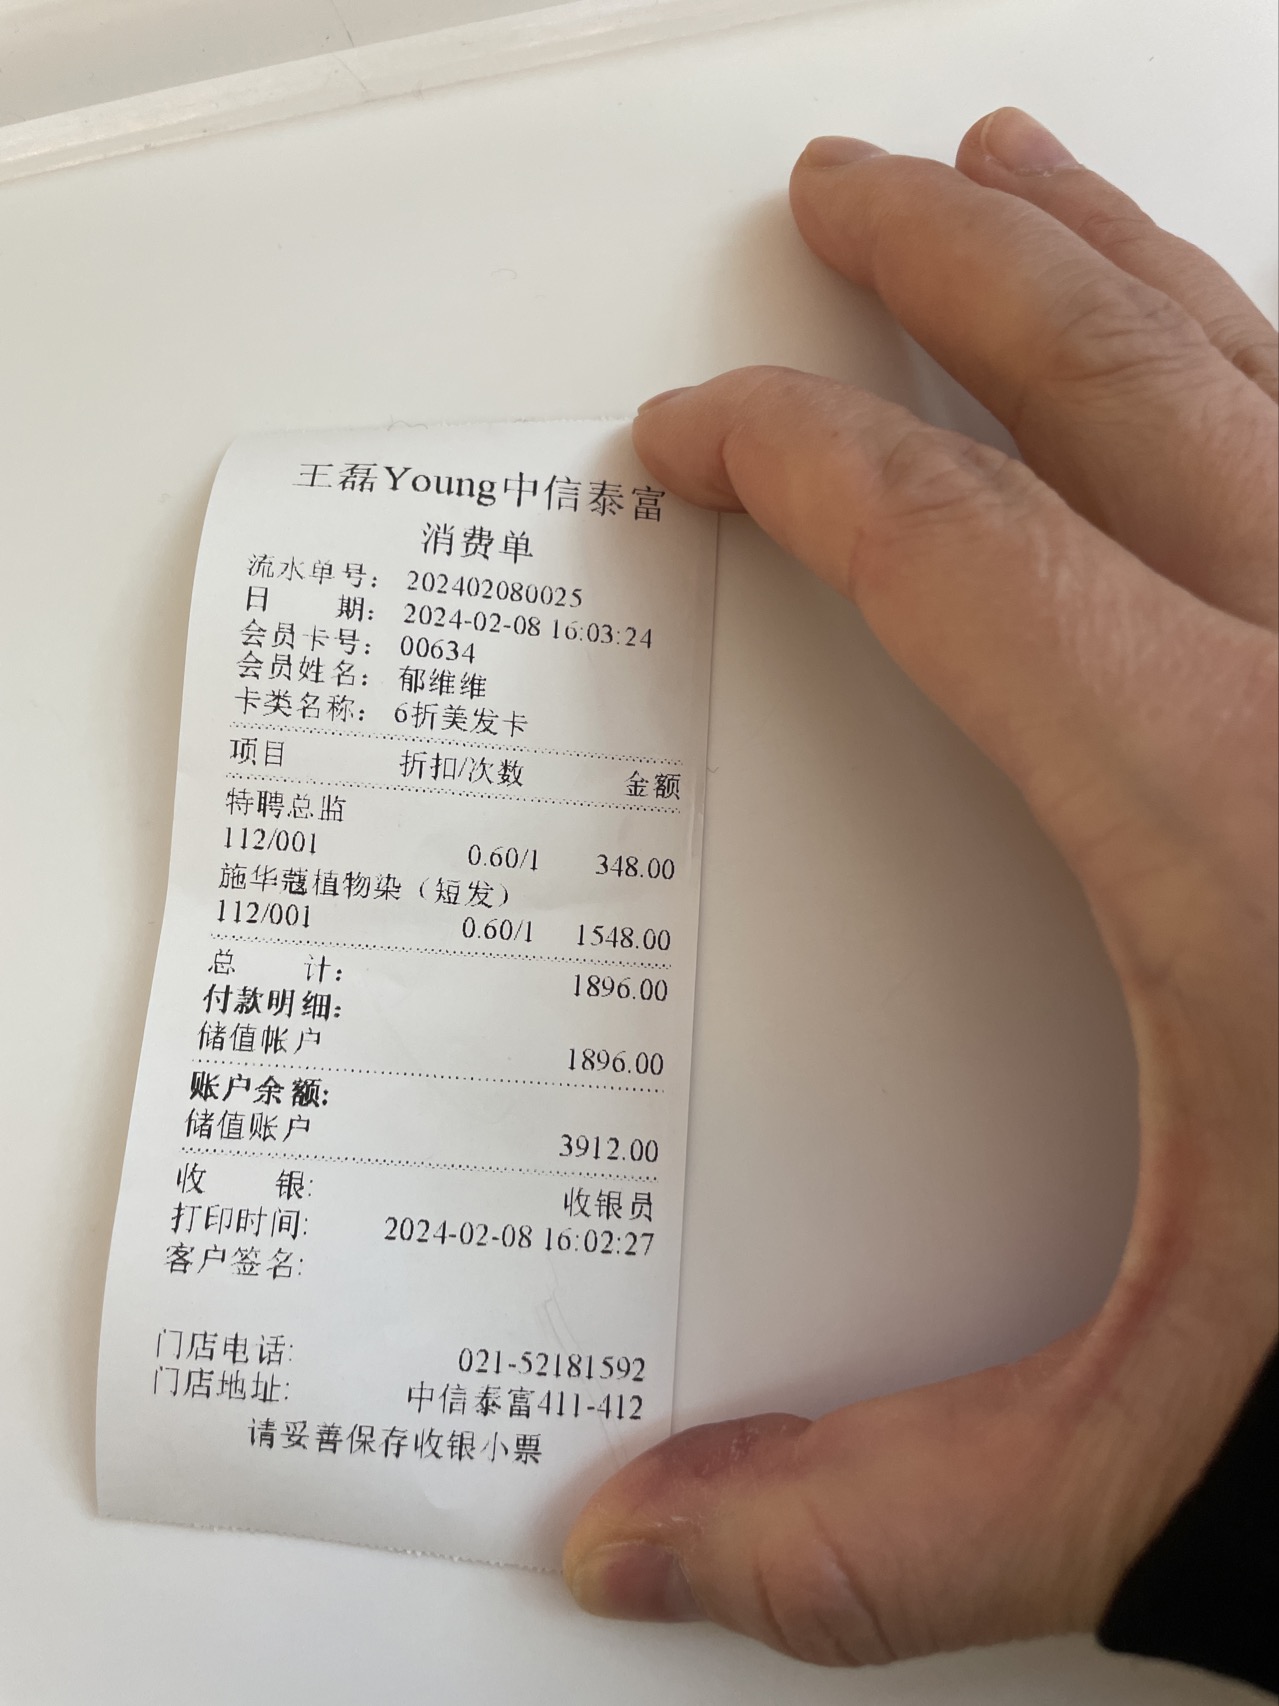 王磊Young中信泰富
消费单
流水单号： 202402080025
日 期： 2024-02-08 16:03:24
会员卡号： 00634
会员姓名： 郁维维
卡类名称： 6折美发卡
项目 折扣/次数 金额
特聘总监
112/001 0.60/1 348.00
施华蔻植物染（短发）
112/001 0.60/1 1548.00
总 计： 1896.00
付款明细:
储值帐户 1896.00
账户余额:
储值账户 3912.00
收 银: 收银员
打印时间: 2024-02-08 16:02:27
客户签名:
门店电话: 021-52181592
门店地址: 中信泰富411-412
请妥善保存收银小票